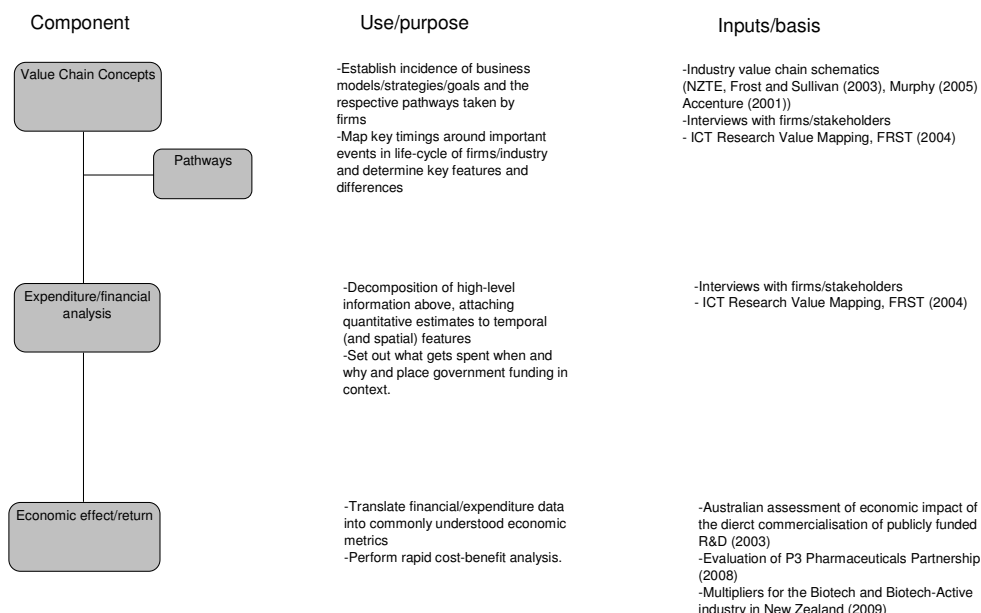 Component
Use/purpose
Inputs/basis
Value Chain Concepts
-Establish incidence of business
models/strategies/goals and the
respective pathways taken by
firms
-Map key timings around important
events in life-cycle of firms/industry
and determine key features and
differences
-Industry value chain schematics
(NZTE, Frost and Sullivan (2003), Murphy (2005)
Accenture (2001))
-Interviews with firms/stakeholders
- ICT Research Value Mapping, FRST (2004)
Pathways
Expenditure/financial
analysis
-Decomposition of high-level
information above, attaching
quantitative estimates to temporal
(and spatial) features
-Set out what gets spent when and
why and place government funding in
context.
-Interviews with firms/stakeholders
- ICT Research Value Mapping, FRST (2004)
Economic effect/return
-Translate financial/expenditure data
into commonly understood economic
metrics
-Perform rapid cost-benefit analysis.
-Australian assessment of economic impact of
the dierct commercialisation of publicly funded
R&D (2003)
-Evaluation of P3 Pharmaceuticals Partnership
(2008)
-Multipliers for the Biotech and Biotech-Active
industry in New Zealand (2009)